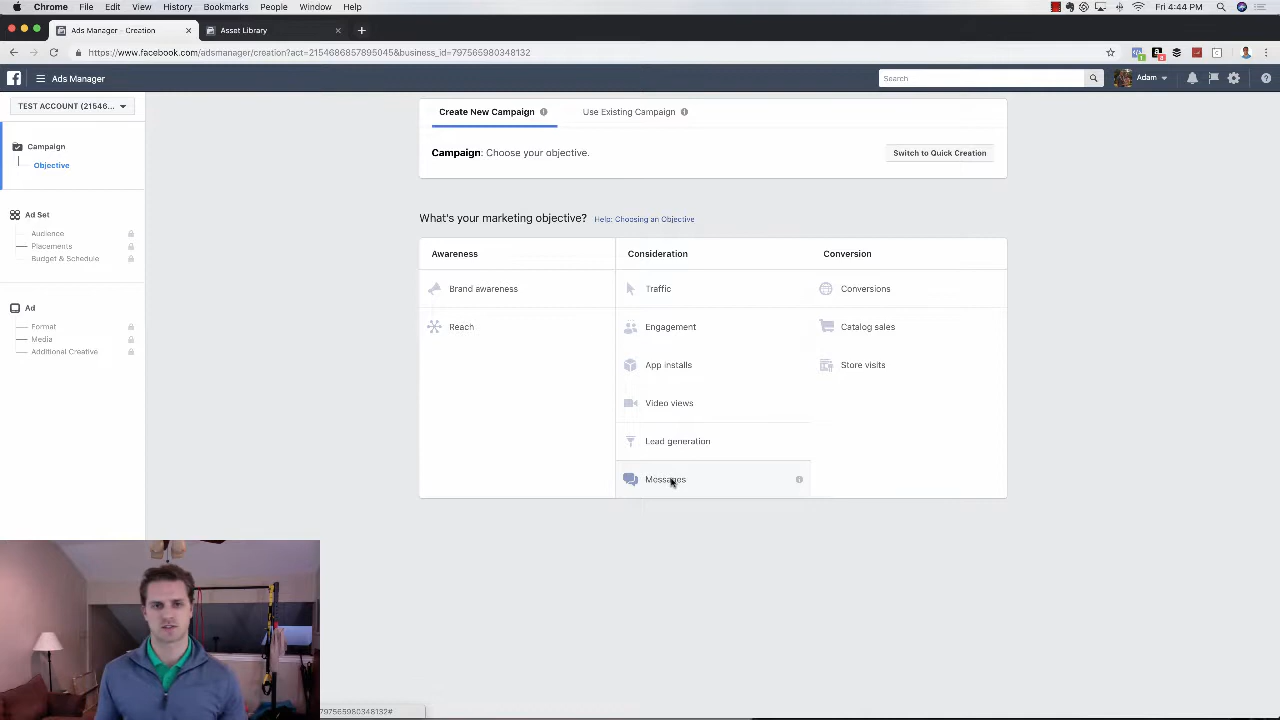 Chrome File Edit View History Bookmarks People Window Help Fri 4:44 PM
Ads Manager - Creation Asset Library
https://www.facebook.com/adsmanager/creation?act=2154686857895045&business_id=797565980348132
Ads Manager Search Adam
TEST ACCOUNT (21546...
Campaign
Objective
Ad Set
Audience
Placements
Budget & Schedule
Ad
Format
Media
Additional Creative
Create New Campaign Use Existing Campaign
Campaign: Choose your objective. Switch to Quick Creation
What's your marketing objective? Help: Choosing an Objective
Awareness Consideration Conversion
Brand awareness Traffic Conversions
Reach Engagement Catalog sales
App installs Store visits
Video views
Lead generation
Messages
797565980348132#